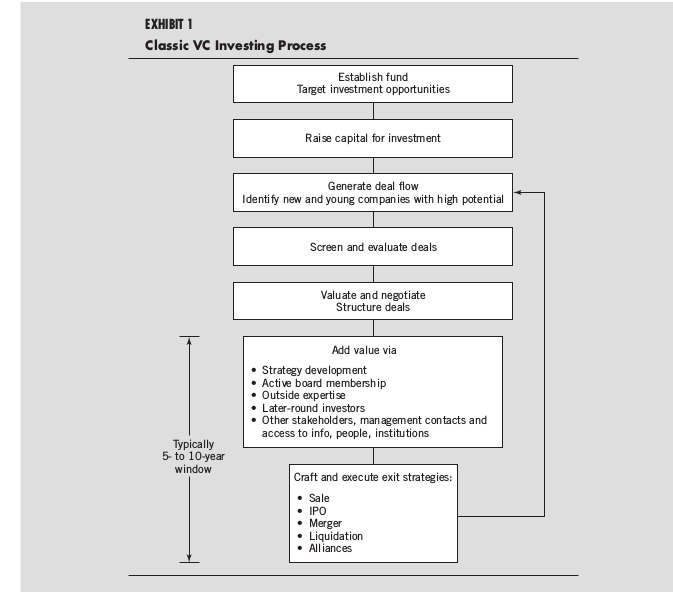 EXHIBIT 1
Classic VC Investing Process
Establish fund
Target investment opportunities
Raise capital for investment
Generate deal flow
Identify new and young companies with high potential
Screen and evaluate deals
Valuate and negotiate
Structure deals
Add value via
• Strategy development
• Active board membership
• Outside expertise
• Later-round investors
• Other stakeholders, management contacts and
access to info, people, institutions
Typically
5- to 10-year
window
Craft and execute exit strategies:
• Sale
• IPO
• Merger
• Liquidation
• Alliances